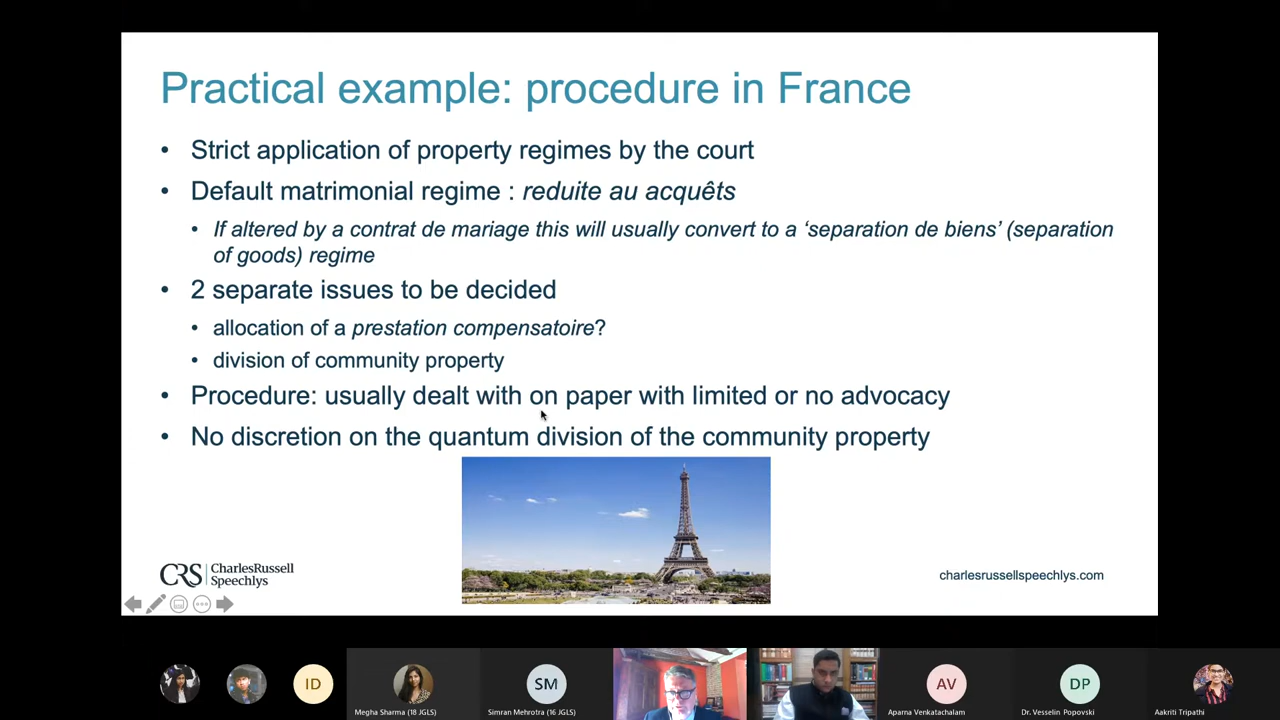 Practical example: procedure in France
• Strict application of property regimes by the court
• Default matrimonial regime : reduite au acquêts
• If altered by a contrat de mariage this will usually convert to a ‘separation de biens’ (separation
of goods) regime
• 2 separate issues to be decided
• allocation of a prestation compensatoire?
• division of community property
• Procedure: usually dealt with on paper with limited or no advocacy
• No discretion on the quantum division of the community property
CRS CharlesRussell
Speechlys
charlesrussellspeechlys.com
ID
SM
AV
DP
Megha Sharma (18 JGLS)
Simran Mehrotra (16 JGLS)
Aparna Venkatachalam
Dr. Vesselin Popovski
Aakriti Tripathi